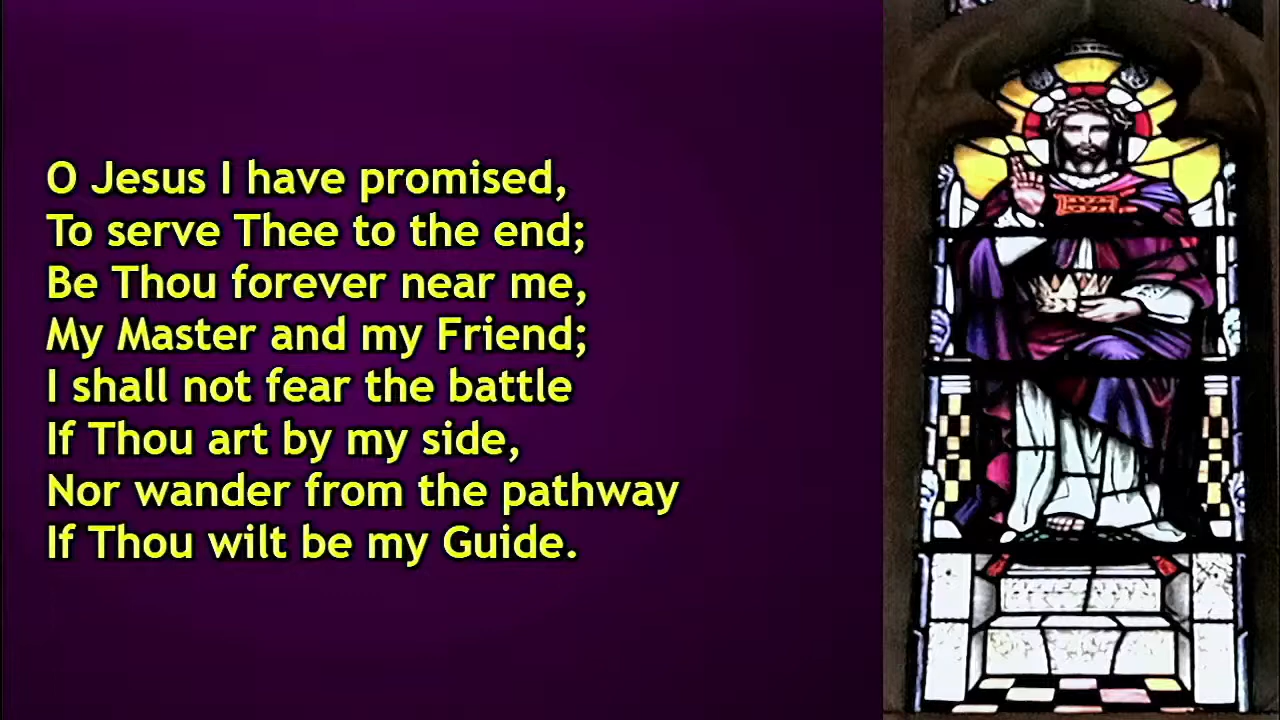 O Jesus I have promised,
To serve Thee to the end;
Be Thou forever near me,
My Master and my Friend;
I shall not fear the battle
If Thou art by my side,
Nor wander from the pathway
If Thou wilt be my Guide.